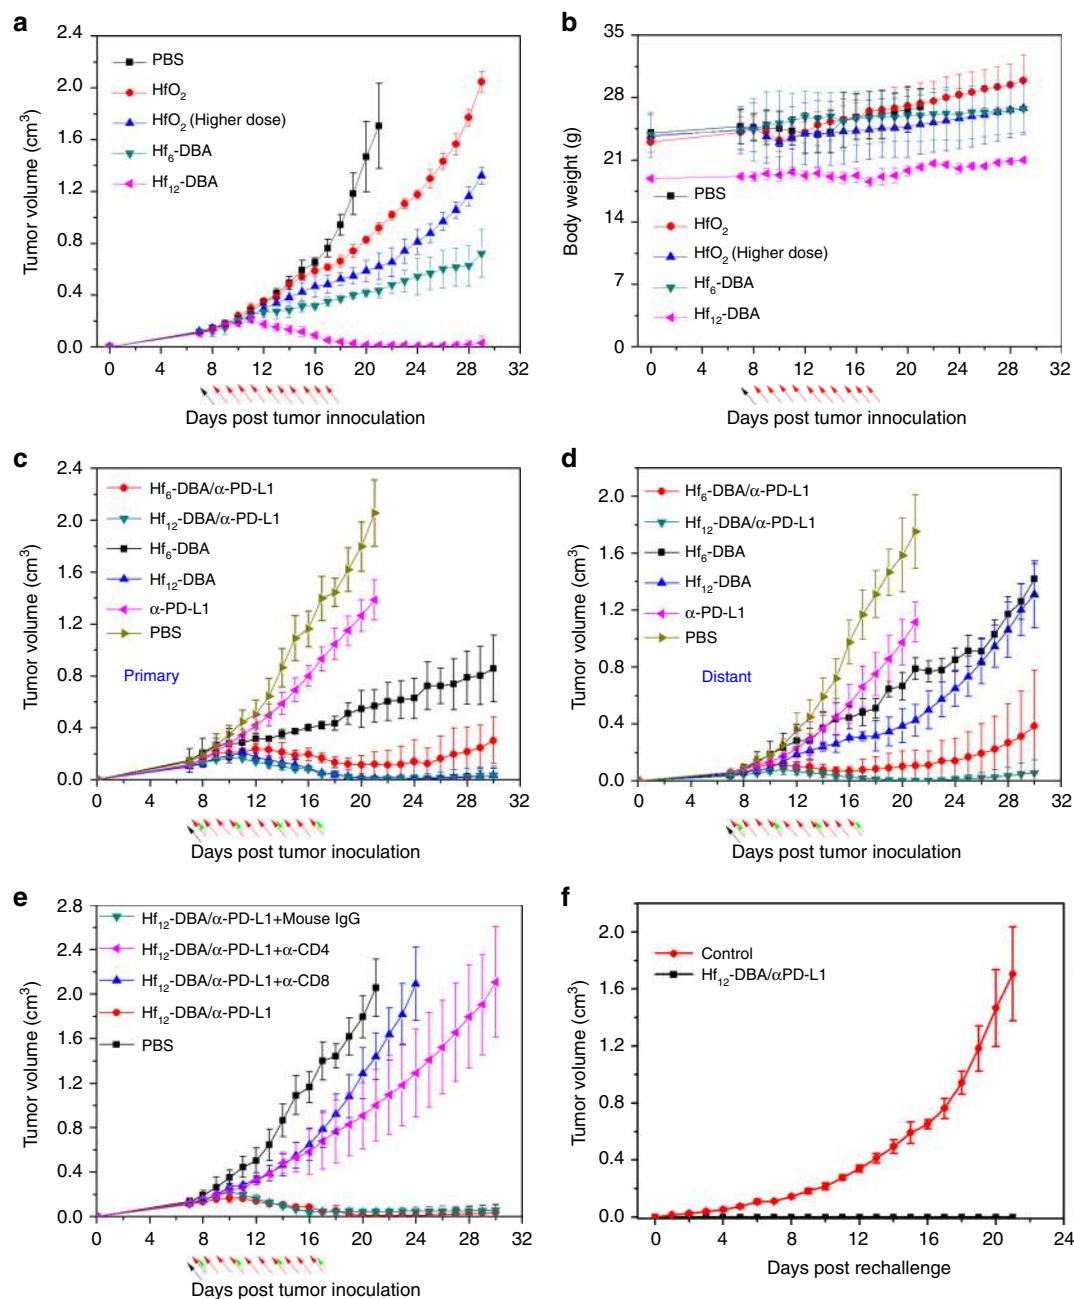 a
2.4
2.0
1.6
1.2
0.8
0.4
0.0
Tumor volume (cm³)
PBS
HfO₂
HfO₂ (Higher dose)
Hf₆-DBA
Hf₁₂-DBA
0 4 8 12 16 20 24 28 32
Days post tumor innoculation
b
35
28
21
14
7
0
Body weight (g)
PBS
HfO₂
HfO₂ (Higher dose)
Hf₆-DBA
Hf₁₂-DBA
0 4 8 12 16 20 24 28 32
Days post tumor innoculation
c
2.4
2.0
1.6
1.2
0.8
0.4
0.0
Tumor volume (cm³)
Hf₆-DBA/α-PD-L1
Hf₁₂-DBA/α-PD-L1
Hf₆-DBA
Hf₁₂-DBA
α-PD-L1
PBS
Primary
0 4 8 12 16 20 24 28 32
Days post tumor inoculation
d
2.0
1.6
1.2
0.8
0.4
0.0
Tumor volume (cm³)
Hf₆-DBA/α-PD-L1
Hf₁₂-DBA/α-PD-L1
Hf₆-DBA
Hf₁₂-DBA
α-PD-L1
PBS
Distant
0 4 8 12 16 20 24 28 32
Days post tumor inoculation
e
2.8
2.4
2.0
1.6
1.2
0.8
0.4
0.0
Tumor volume (cm³)
Hf₁₂-DBA/α-PD-L1+Mouse IgG
Hf₁₂-DBA/α-PD-L1+α-CD4
Hf₁₂-DBA/α-PD-L1+α-CD8
Hf₁₂-DBA/α-PD-L1
PBS
0 4 8 12 16 20 24 28 32
Days post tumor inoculation
f
2.0
1.6
1.2
0.8
0.4
0.0
Tumor volume (cm³)
Control
Hf₁₂-DBA/αPD-L1
0 4 8 12 16 20 24
Days post rechallenge